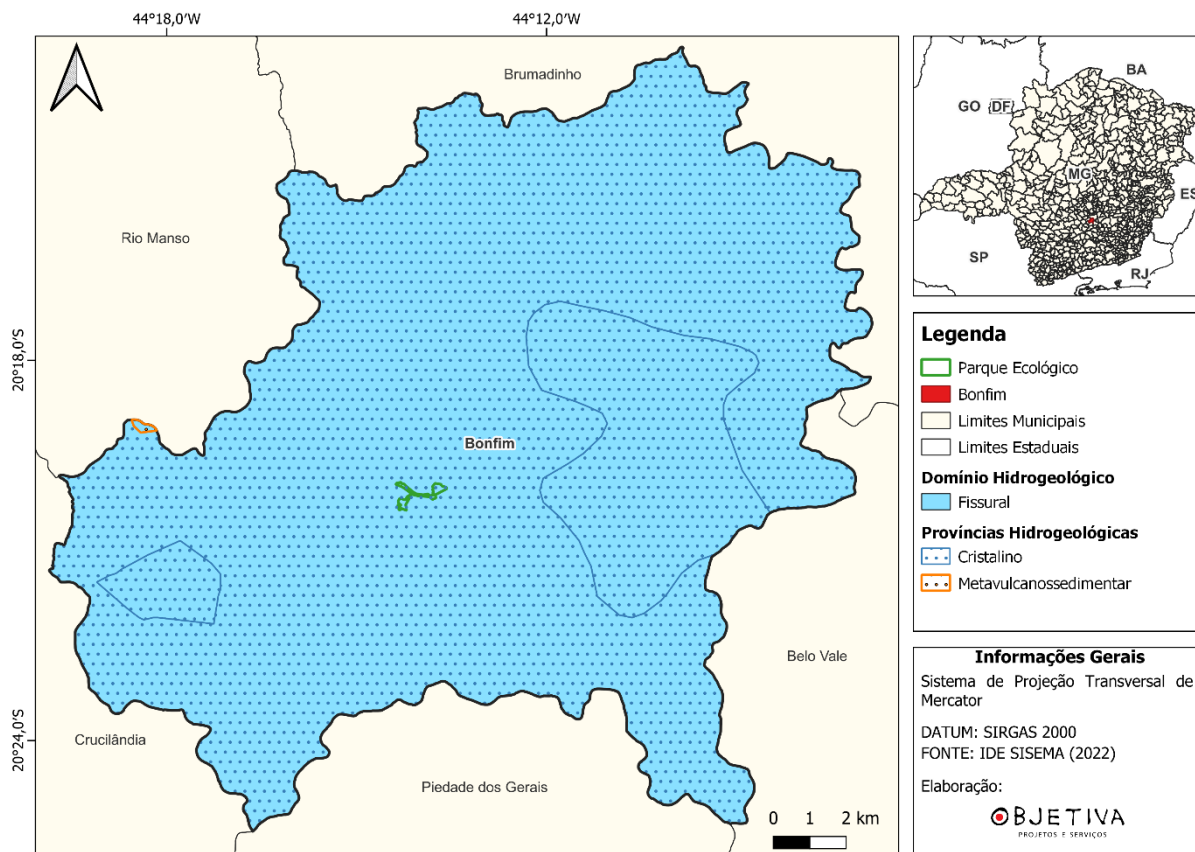 44°18,0'W
44°12,0'W
20°18,0'S
20°24,0'S
Brumadinho
Rio Manso
Bonfim
Belo Vale
Crucilândia
Piedade dos Gerais
0 1 2 km
BA
GO
DF
MG
ES
SP
RJ
Legenda
Parque Ecológico
Bonfim
Limites Municipais
Limites Estaduais
Domínio Hidrogeológico
Fissural
Províncias Hidrogeológicas
Cristalino
Metavulcanossedimentar
Informações Gerais
Sistema de Projeção Transversal de
Mercator
DATUM: SIRGAS 2000
FONTE: IDE SISEMA (2022)
Elaboração:
OBJETIVA
PROJETOS E SERVIÇOS